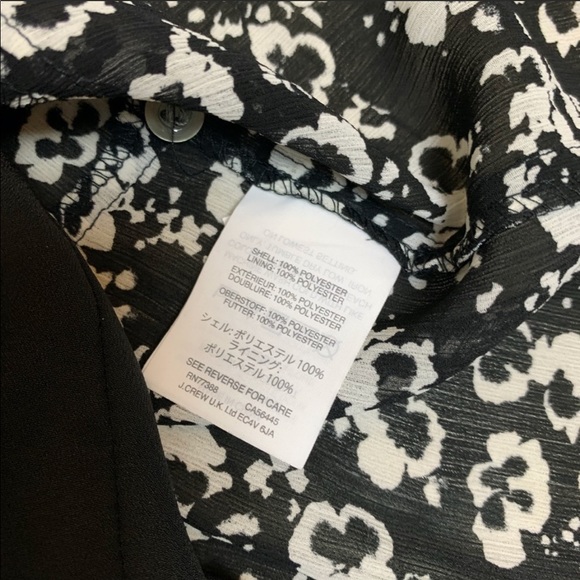 SHELL: 100% POLYESTER
LINING: 100% POLYESTER
EXTÉRIEUR: 100% POLYESTER
DOUBLURE: 100% POLYESTER
OBERSTOFF: 100% POLYESTER
FUTTER: 100% POLYESTER
シェル: ポリエステル 100%
ライニング:
ポリエステル 100%
SEE REVERSE FOR CARE
RN77388 CA56445
J.CREW U.K. Ltd EC4V 6JA